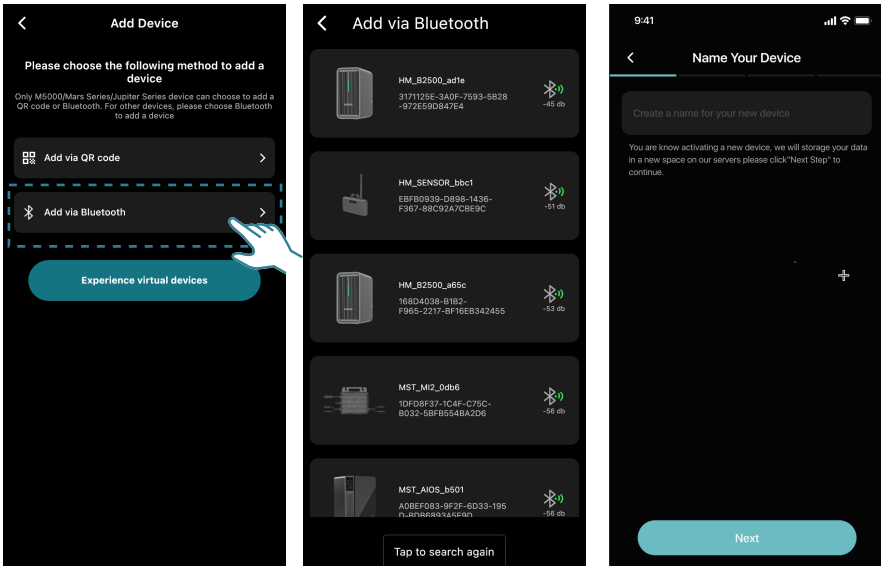 Add Device
Please choose the following method to add a
device
Only M5000/Mars Series/Jupiter Series device can choose to add a
QR code or Bluetooth. For other devices, please choose Bluetooth
to add a device
Add via QR code
Add via Bluetooth
Experience virtual devices
Add via Bluetooth
HM_B2500_ad1e
3171125E-3A0F-7593-5B28
-972E59D847E4
-45 db
HM_SENSOR_bbc1
EBFB0939-D898-1436-
F367-88C92A7CBE9C
-51 db
HM_B2500_a65c
168D4038-B1B2-
F965-2217-BF16EB342455
-53 db
MST_MI2_0db6
1DFD8F37-1C4F-C75C-
B032-5BFB554BA2D6
-56 db
MST_AIOS_b501
A0BEF083-9F2F-6D33-195
D-BDB6893A5F9D
-56 db
Tap to search again
9:41
Name Your Device
Create a name for your new device
You are know activating a new device, we will storage your data
in a new space on our servers please click"Next Step" to
continue.
Next